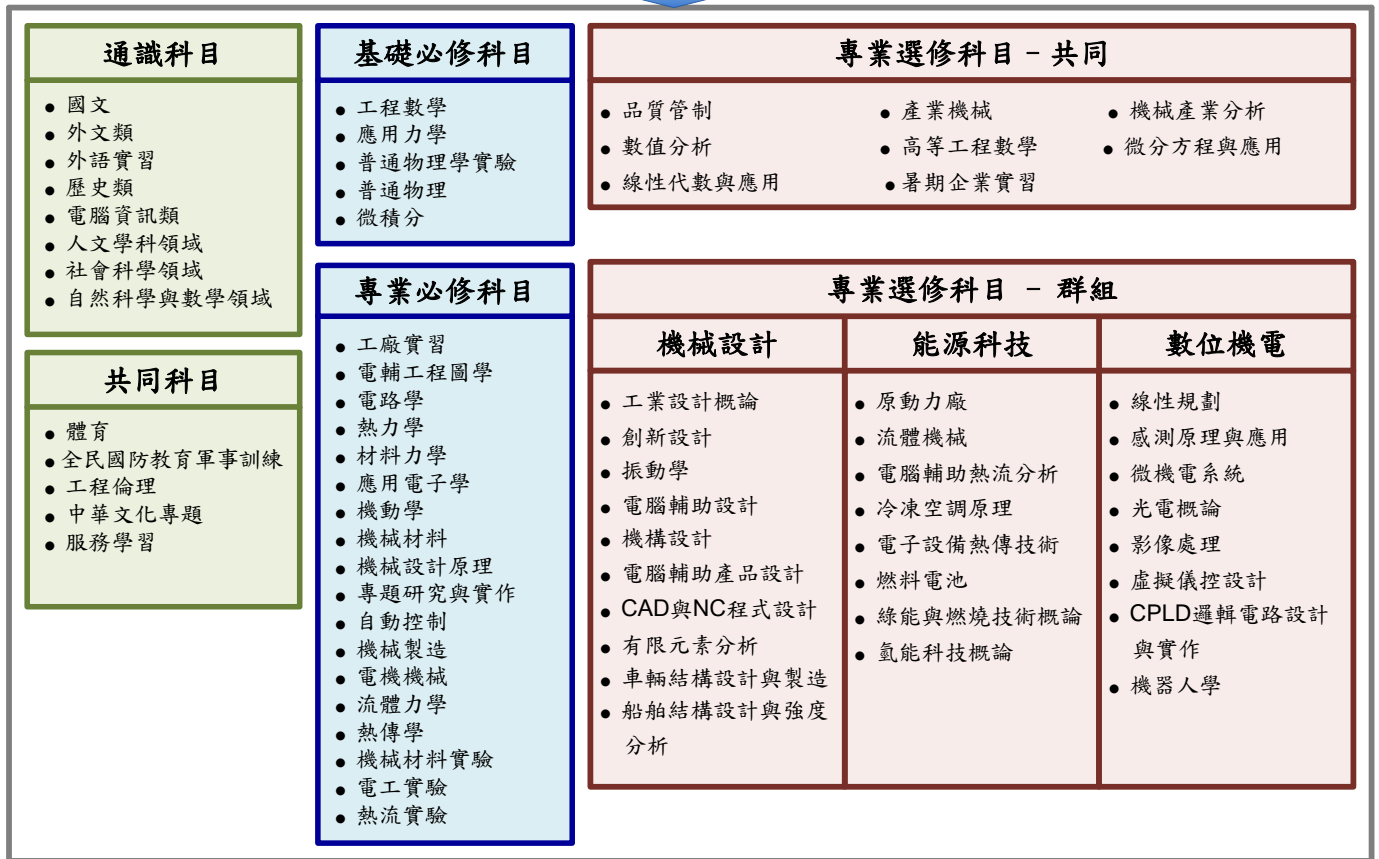 通識科目
● 國文
● 外文類
● 外語實習
● 歷史類
● 電腦資訊類
● 人文學科領域
● 社會科學領域
● 自然科學與數學領域
共同科目
● 體育
● 全民國防教育軍事訓練
● 工程倫理
● 中華文化專題
● 服務學習
基礎必修科目
● 工程數學
● 應用力學
● 普通物理學實驗
● 普通物理
● 微積分
專業必修科目
● 工廠實習
● 電輔工程圖學
● 電路學
● 熱力學
● 材料力學
● 應用電子學
● 機動學
● 機械材料
● 機械設計原理
● 專題研究與實作
● 自動控制
● 機械製造
● 電機機械
● 流體力學
● 熱傳學
● 機械材料實驗
● 電工實驗
● 熱流實驗
專業選修科目－共同
● 品質管制 ● 產業機械 ● 機械產業分析
● 數值分析 ● 高等工程數學 ● 微分方程與應用
● 線性代數與應用 ● 暑期企業實習
專業選修科目 － 群組
機械設計
● 工業設計概論
● 創新設計
● 振動學
● 電腦輔助設計
● 機構設計
● 電腦輔助產品設計
● CAD與NC程式設計
● 有限元素分析
● 車輛結構設計與製造
● 船舶結構設計與強度
分析
能源科技
● 原動力廠
● 流體機械
● 電腦輔助熱流分析
● 冷凍空調原理
● 電子設備熱傳技術
● 燃料電池
● 綠能與燃燒技術概論
● 氫能科技概論
數位機電
● 線性規劃
● 感測原理與應用
● 微機電系統
● 光電概論
● 影像處理
● 虛擬儀控設計
● CPLD邏輯電路設計
與實作
● 機器人學